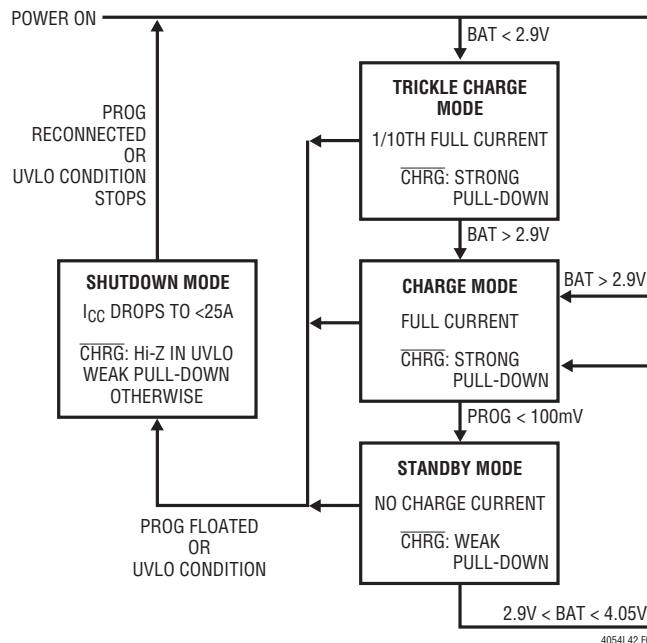 POWER ON
BAT < 2.9V
TRICKLE CHARGE
MODE
1/10TH FULL CURRENT
CHRG: STRONG
PULL-DOWN
PROG
RECONNECTED
OR
UVLO CONDITION
STOPS
BAT > 2.9V
SHUTDOWN MODE
ICC DROPS TO <25A
CHRG: Hi-Z IN UVLO
WEAK PULL-DOWN
OTHERWISE
CHARGE MODE
FULL CURRENT
CHRG: STRONG
PULL-DOWN
BAT > 2.9V
PROG < 100mV
STANDBY MODE
NO CHARGE CURRENT
CHRG: WEAK
PULL-DOWN
PROG FLOATED
OR
UVLO CONDITION
2.9V < BAT < 4.05V